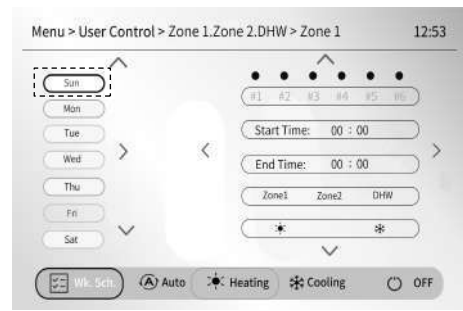 Menu > User Control > Zone 1.Zone 2.DHW > Zone 1 12:53
Sun
Mon
Tue
Wed
Thu
Fri
Sat
#1 #2 #3 #4 #5 #6
Start Time: 00 : 00
End Time: 00 : 00
Zone1 Zone2 DHW
Wk. Sch. Auto Heating Cooling OFF